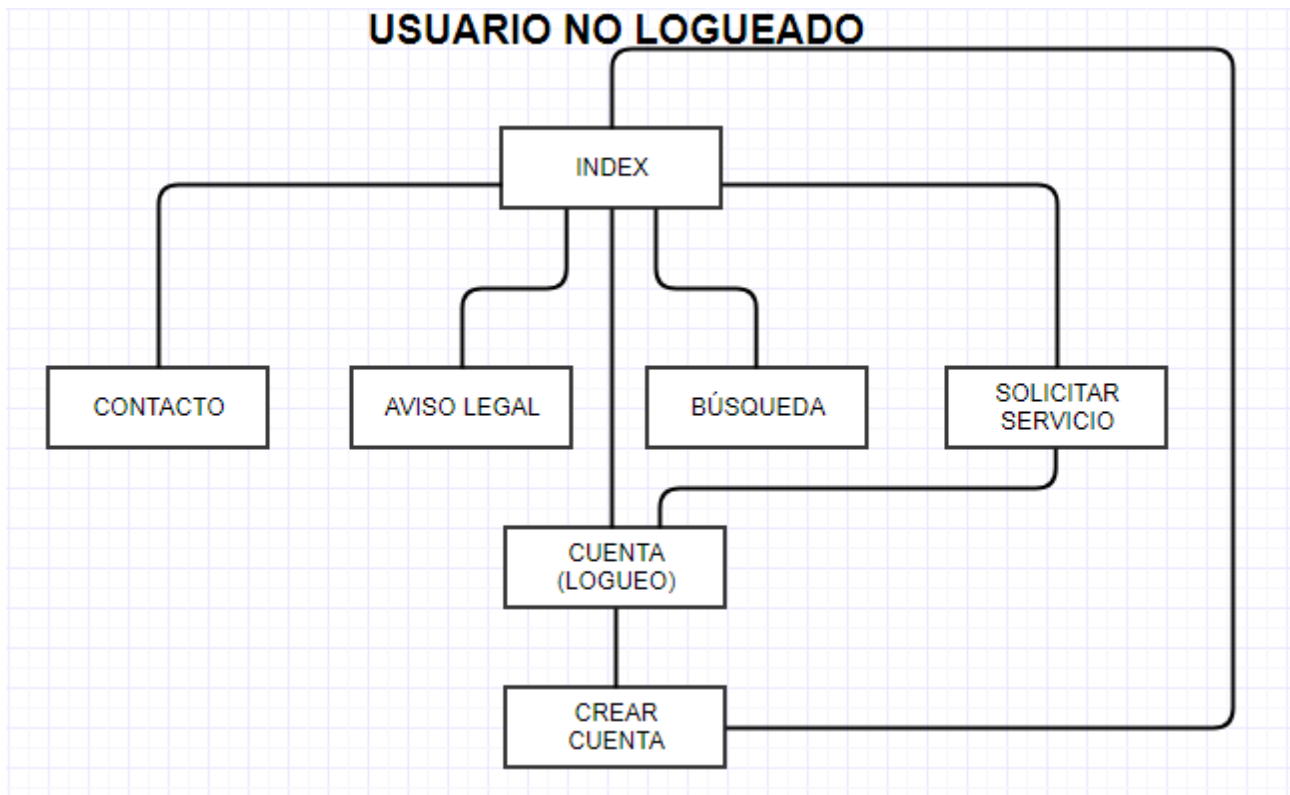 USUARIO NO LOGUEADO
INDEX
CONTACTO
AVISO LEGAL
BÚSQUEDA
SOLICITAR
SERVICIO
CUENTA
(LOGUEO)
CREAR
CUENTA